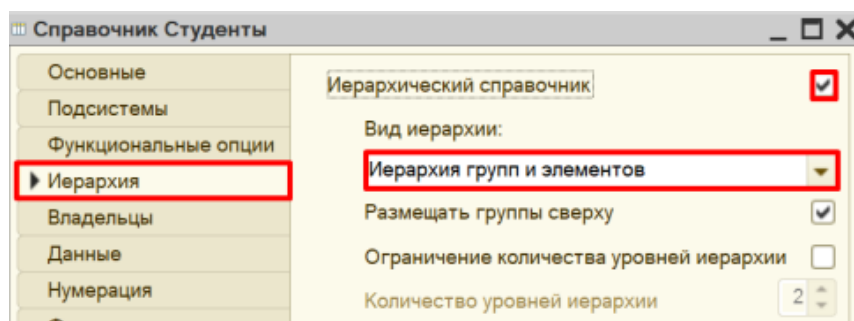 Справочник Студенты
Основные
Подсистемы
Функциональные опции
Иерархия
Владельцы
Данные
Нумерация
Иерархический справочник
Вид иерархии:
Иерархия групп и элементов
Размещать группы сверху
Ограничение количества уровней иерархии
Количество уровней иерархии 2